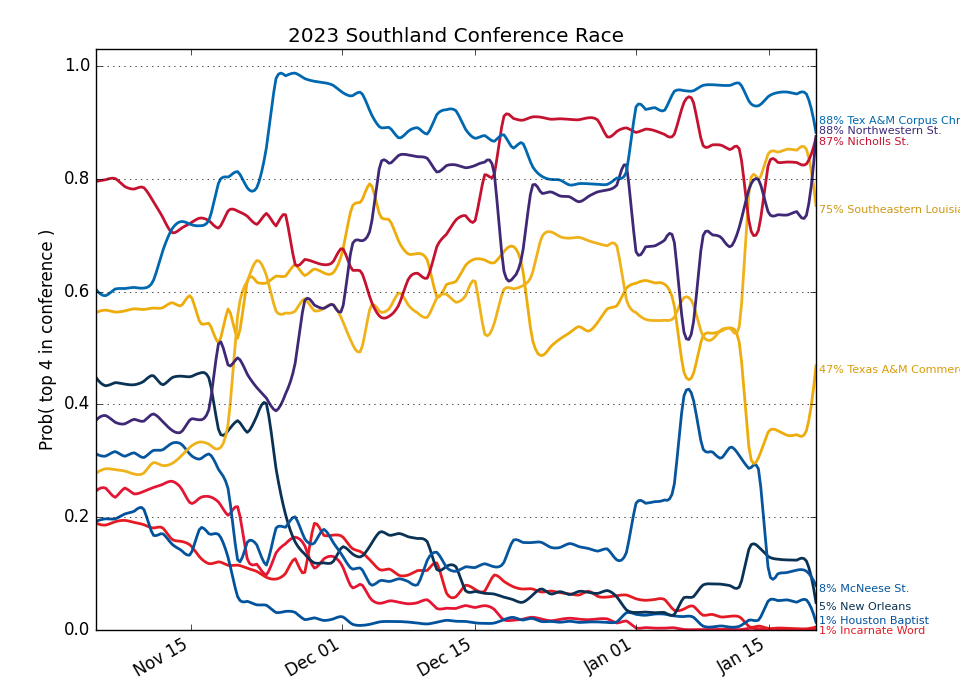 2023 Southland Conference Race
Prob( top 4 in conference )
1.0
0.8
0.6
0.4
0.2
0.0
Nov 15
Dec 01
Dec 15
Jan 01
Jan 15
88% Tex A&M Corpus Chr
88% Northwestern St.
87% Nicholls St.
75% Southeastern Louisia
47% Texas A&M Commerc
8% McNeese St.
5% New Orleans
1% Houston Baptist
1% Incarnate Word